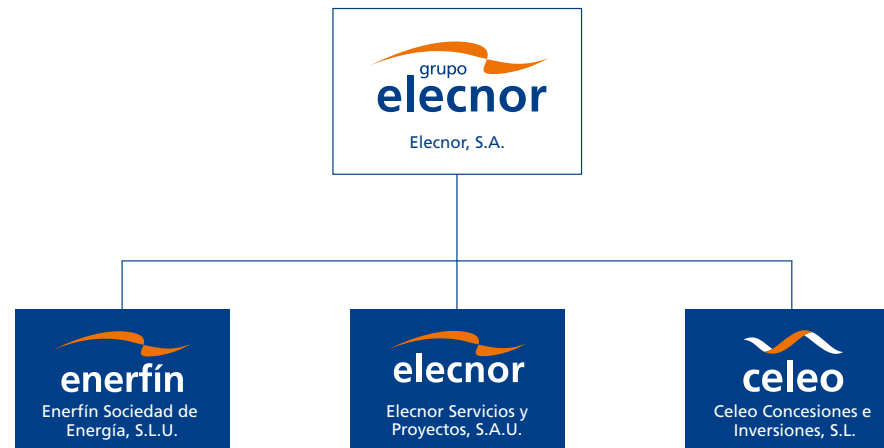 grupo
elecnor
Elecnor, S.A.
enerfín
Enerfín Sociedad de
Energía, S.L.U.
elecnor
Elecnor Servicios y
Proyectos, S.A.U.
celeo
Celeo Concesiones e
Inversiones, S.L.